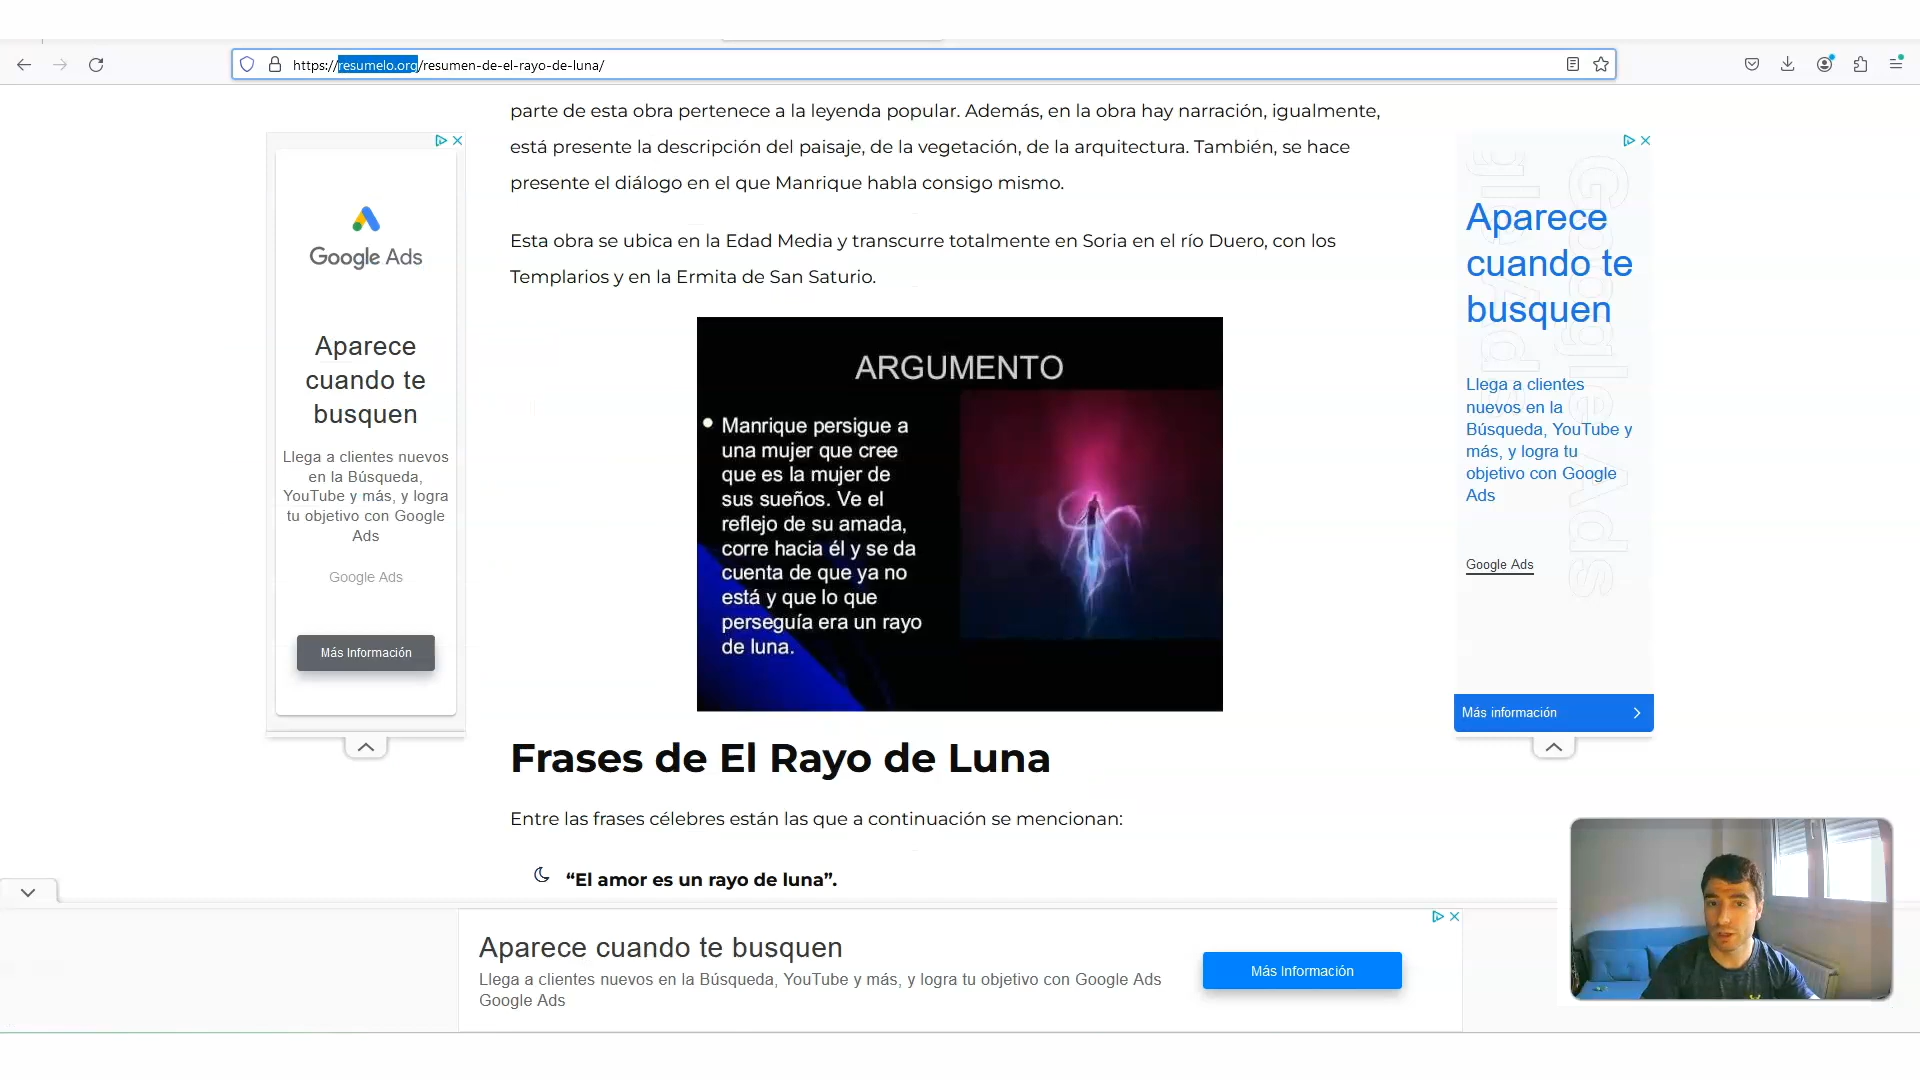 https://resumelo.org/resumen-de-el-rayo-de-luna/
parte de esta obra pertenece a la leyenda popular. Además, en la obra hay narración, igualmente,
está presente la descripción del paisaje, de la vegetación, de la arquitectura. También, se hace
presente el diálogo en el que Manrique habla consigo mismo.
Esta obra se ubica en la Edad Media y transcurre totalmente en Soria en el río Duero, con los
Templarios y en la Ermita de San Saturio.
Google Ads
Aparece
cuando te
busquen
Llega a clientes nuevos
en la Búsqueda,
YouTube y más, y logra
tu objetivo con Google
Ads
Google Ads
Más Información
ARGUMENTO
Manrique persigue a
una mujer que cree
que es la mujer de
sus sueños. Ve el
reflejo de su amada,
corre hacia él y se da
cuenta de que ya no
está y que lo que
perseguía era un rayo
de luna.
Google Ads
Aparece
cuando te
busquen
Llega a clientes
nuevos en la
Búsqueda, YouTube y
más, y logra tu
objetivo con Google
Ads
Google Ads
Más información
Frases de El Rayo de Luna
Entre las frases célebres están las que a continuación se mencionan:
“El amor es un rayo de luna”.
Aparece cuando te busquen
Llega a clientes nuevos en la Búsqueda, YouTube y más, y logra tu objetivo con Google Ads
Google Ads
Más Información